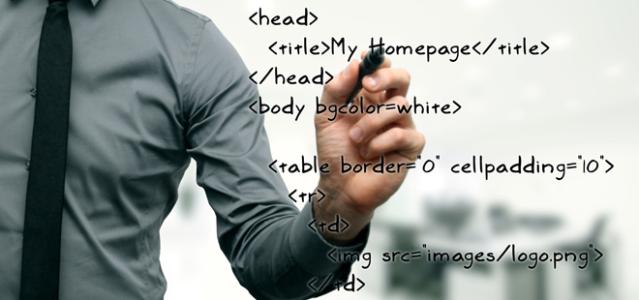 <head>
<title>My Homepage</title>
</head>
<body bgcolor=white>
<table border="0" cellpadding="10">
<tr>
<td>
<img src="images/logo.png">
</td>